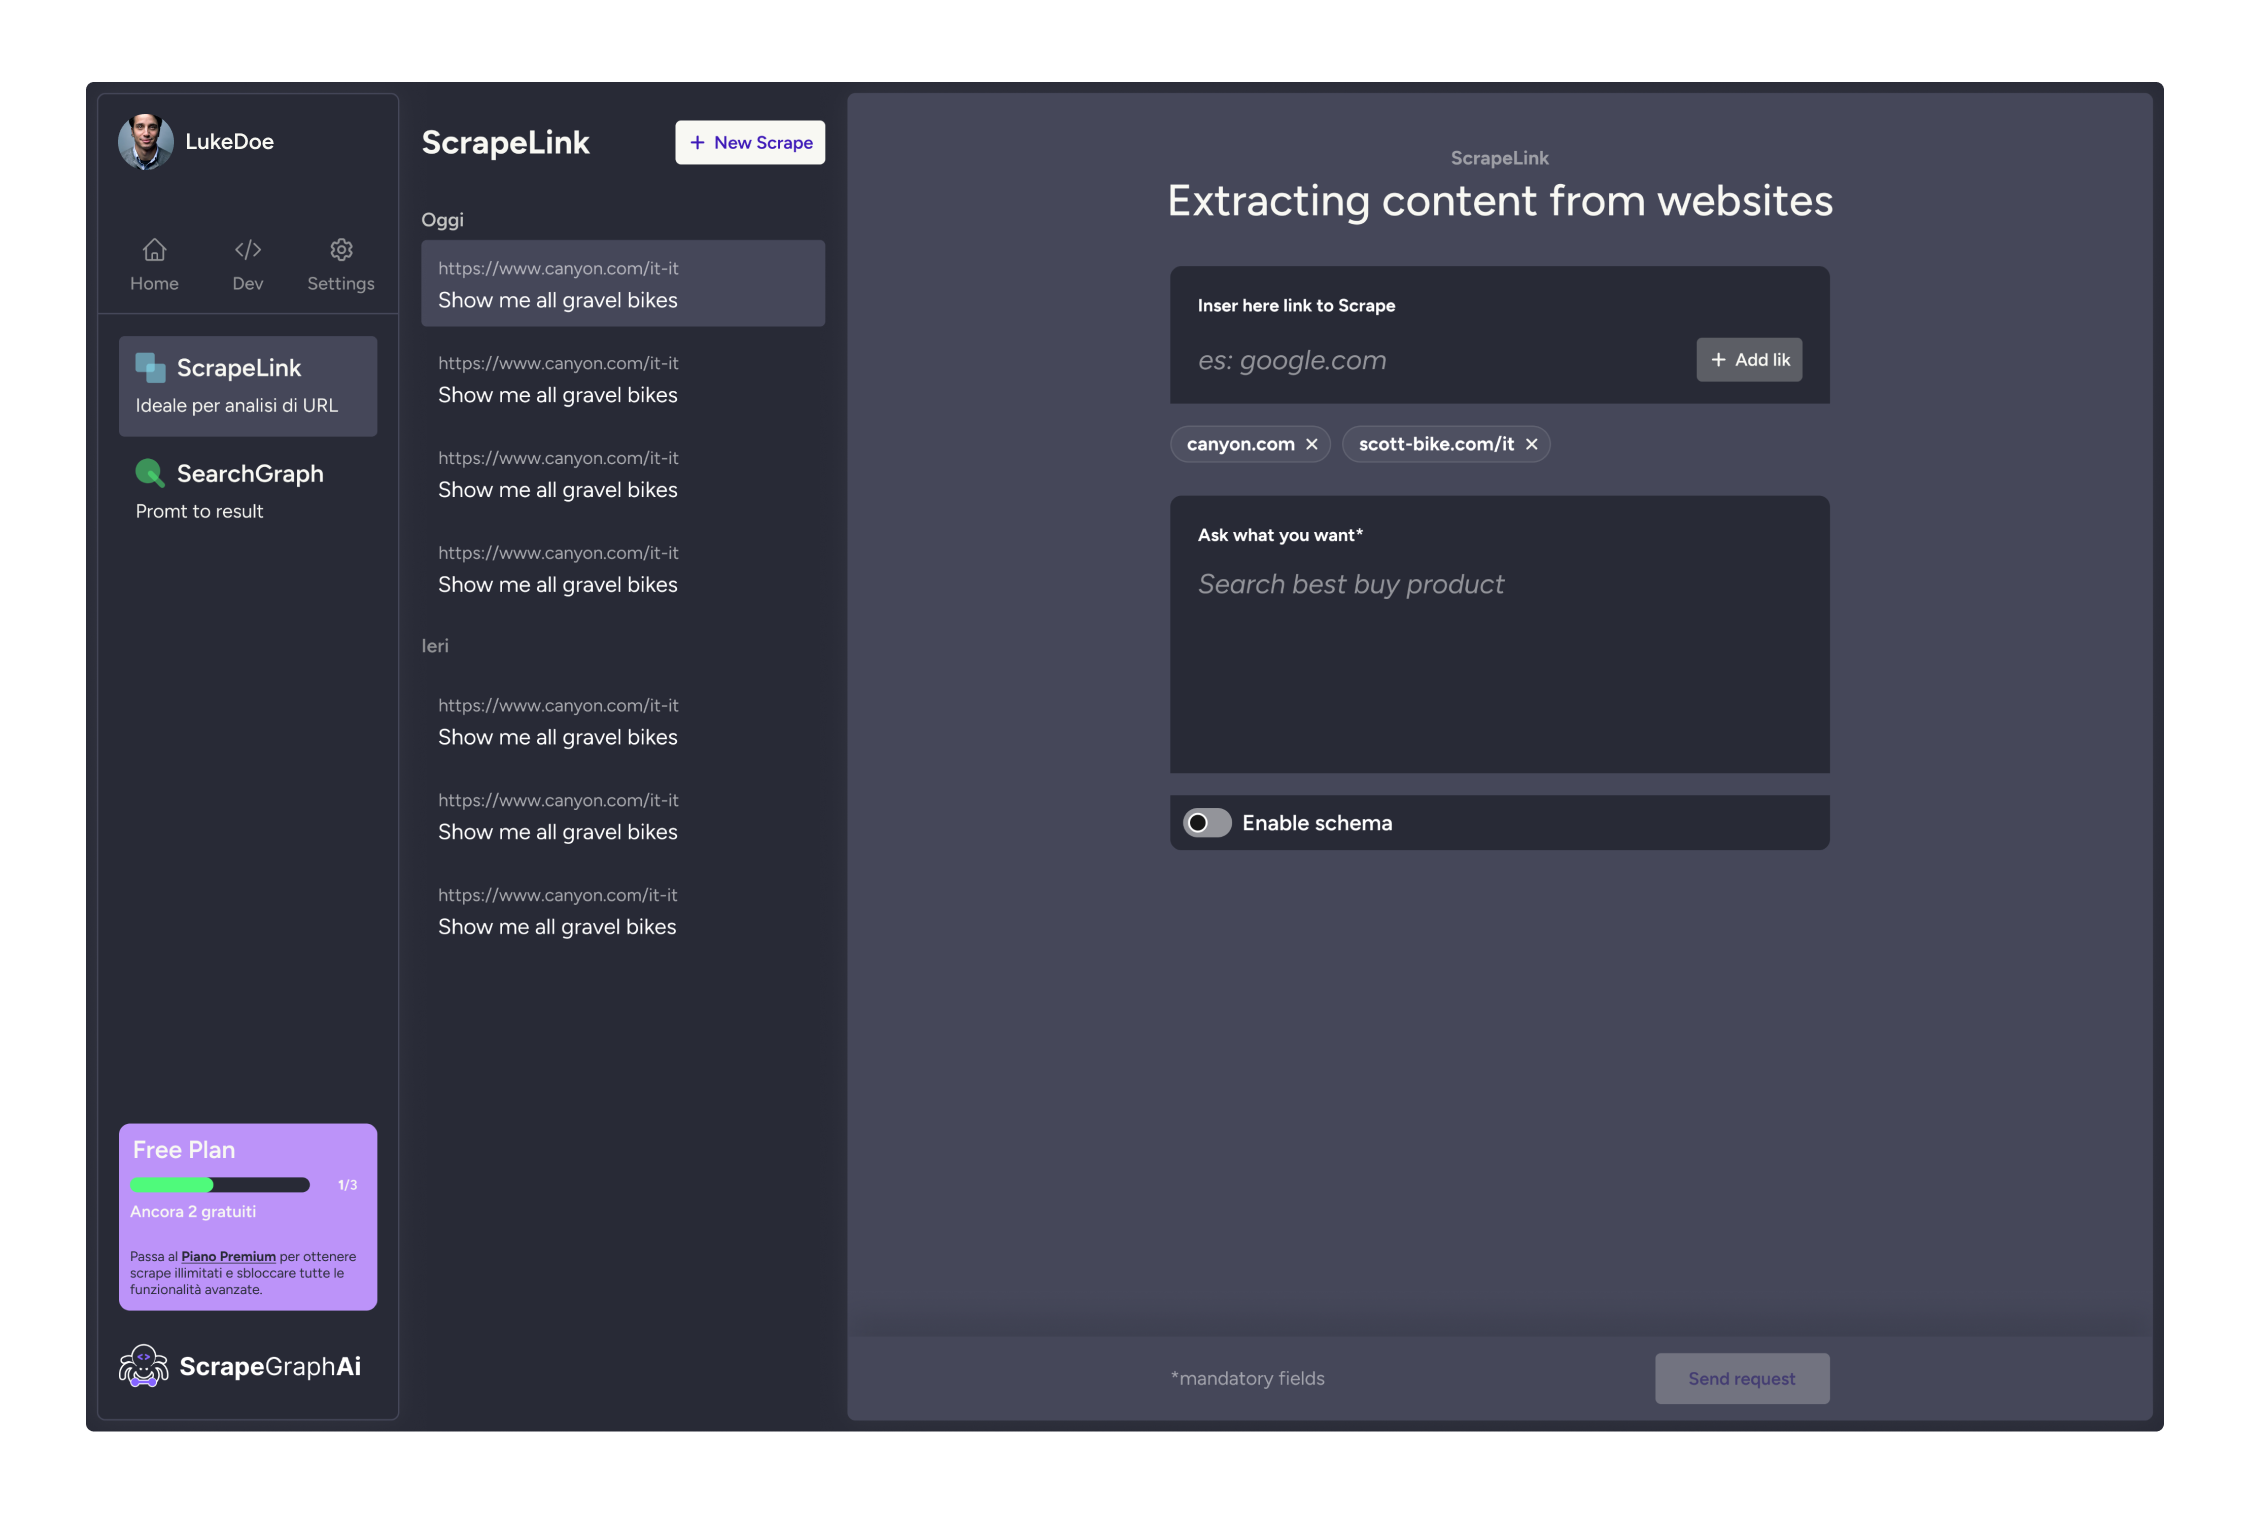 LukeDoe
Home
Dev
Settings
ScrapeLink
Ideale per analisi di URL
SearchGraph
Promt to result
Free Plan
1/3
Ancora 2 gratuiti
Passa al Piano Premium per ottenere
scrape illimitati e sbloccare tutte le
funzionalità avanzate.
ScrapeGraphAi
ScrapeLink
+ New Scrape
Oggi
https://www.canyon.com/it-it
Show me all gravel bikes
https://www.canyon.com/it-it
Show me all gravel bikes
https://www.canyon.com/it-it
Show me all gravel bikes
https://www.canyon.com/it-it
Show me all gravel bikes
Ieri
https://www.canyon.com/it-it
Show me all gravel bikes
https://www.canyon.com/it-it
Show me all gravel bikes
https://www.canyon.com/it-it
Show me all gravel bikes
ScrapeLink
Extracting content from websites
Inser here link to Scrape
es: google.com
+ Add lik
canyon.com ×
scott-bike.com/it ×
Ask what you want*
Search best buy product
Enable schema
*mandatory fields
Send request